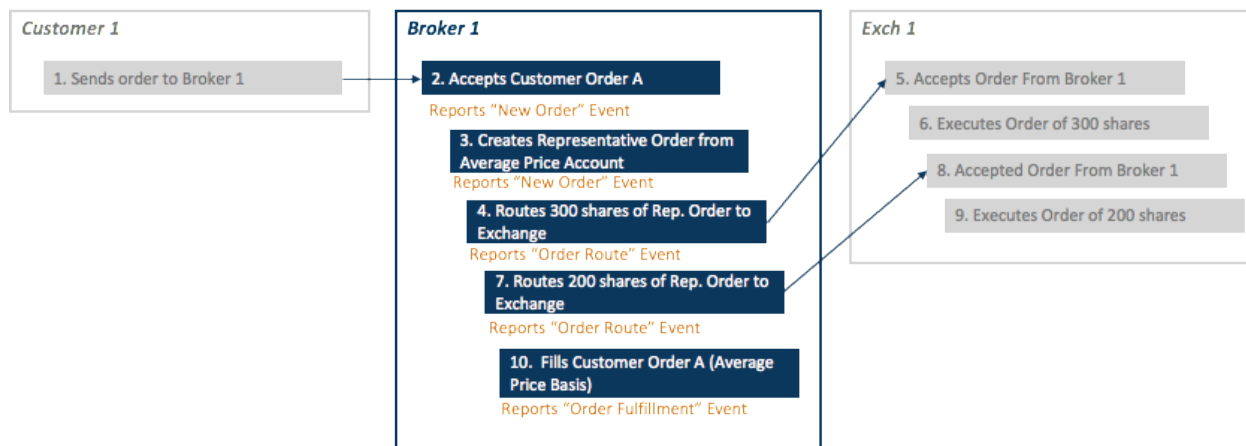 Customer 1
1. Sends order to Broker 1
Broker 1
2. Accepts Customer Order A
Reports “New Order” Event
3. Creates Representative Order from
Average Price Account
Reports “New Order” Event
4. Routes 300 shares of Rep. Order to
Exchange
Reports “Order Route” Event
7. Routes 200 shares of Rep. Order to
Exchange
Reports “Order Route” Event
10. Fills Customer Order A (Average
Price Basis)
Reports “Order Fulfillment” Event
Exch 1
5. Accepts Order From Broker 1
6. Executes Order of 300 shares
8. Accepted Order From Broker 1
9. Executes Order of 200 shares